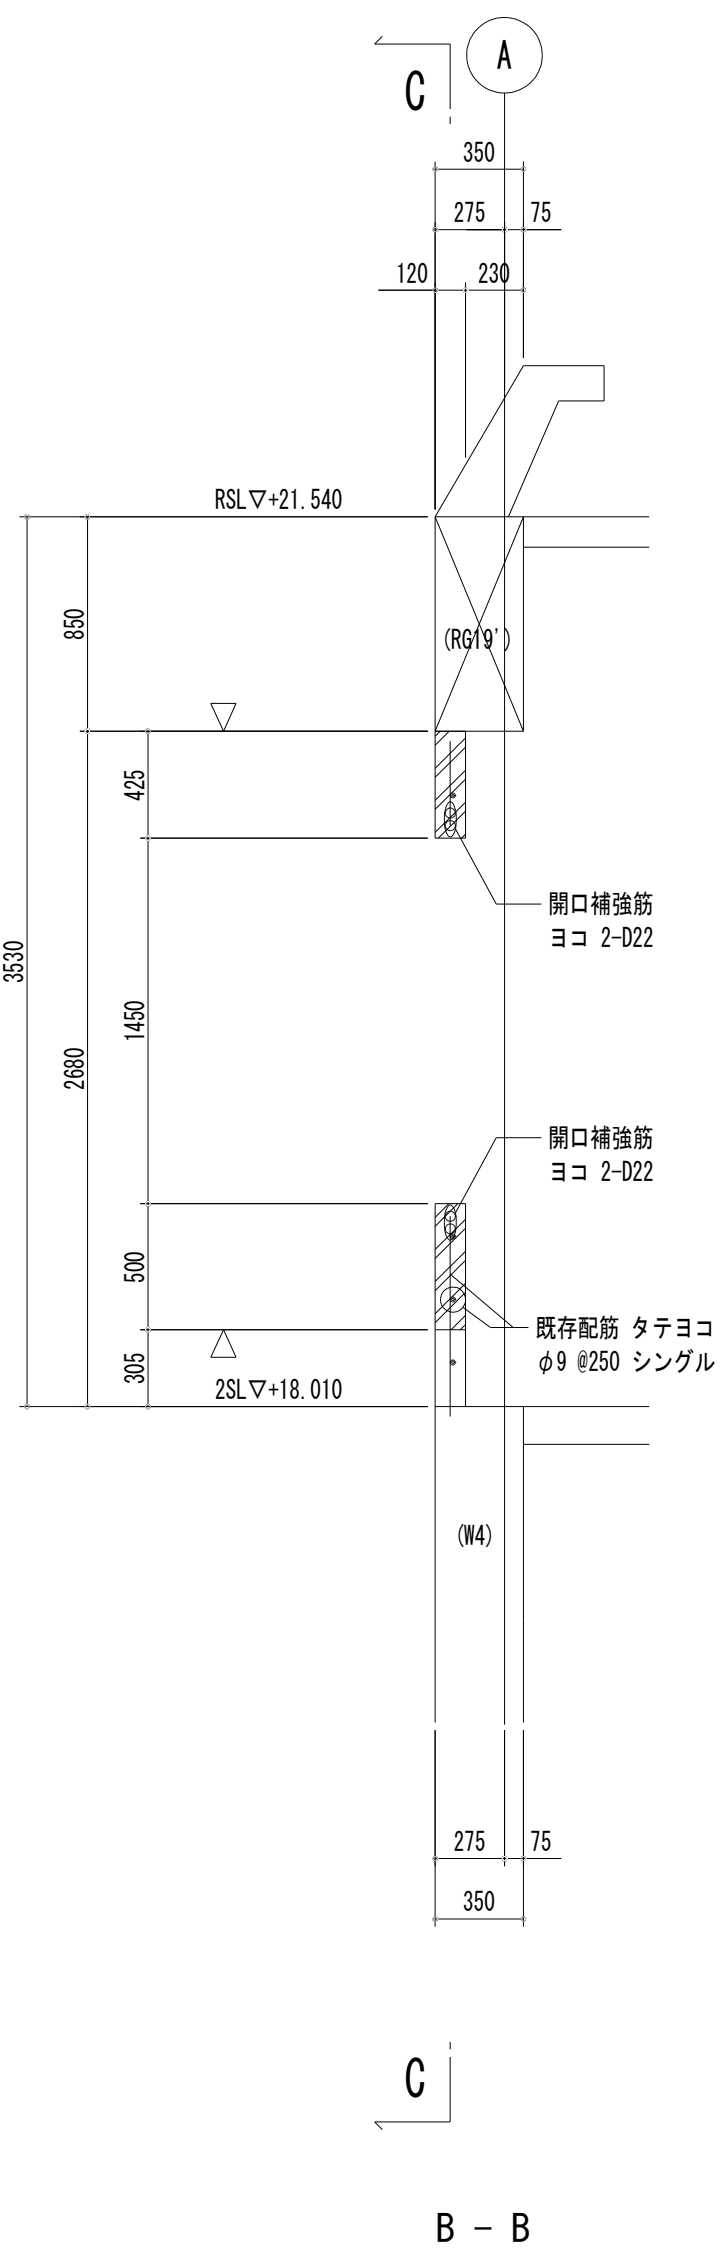 A
C
350
275
75
120
230
RSL▽+21.540
850
(RG19')
425
開口補強筋
ヨコ 2-D22
3530
1450
2680
開口補強筋
ヨコ 2-D22
500
既存配筋 タテヨコ
φ9 @250 シングル
305
2SL▽+18.010
(W4)
275
75
350
C
B - B